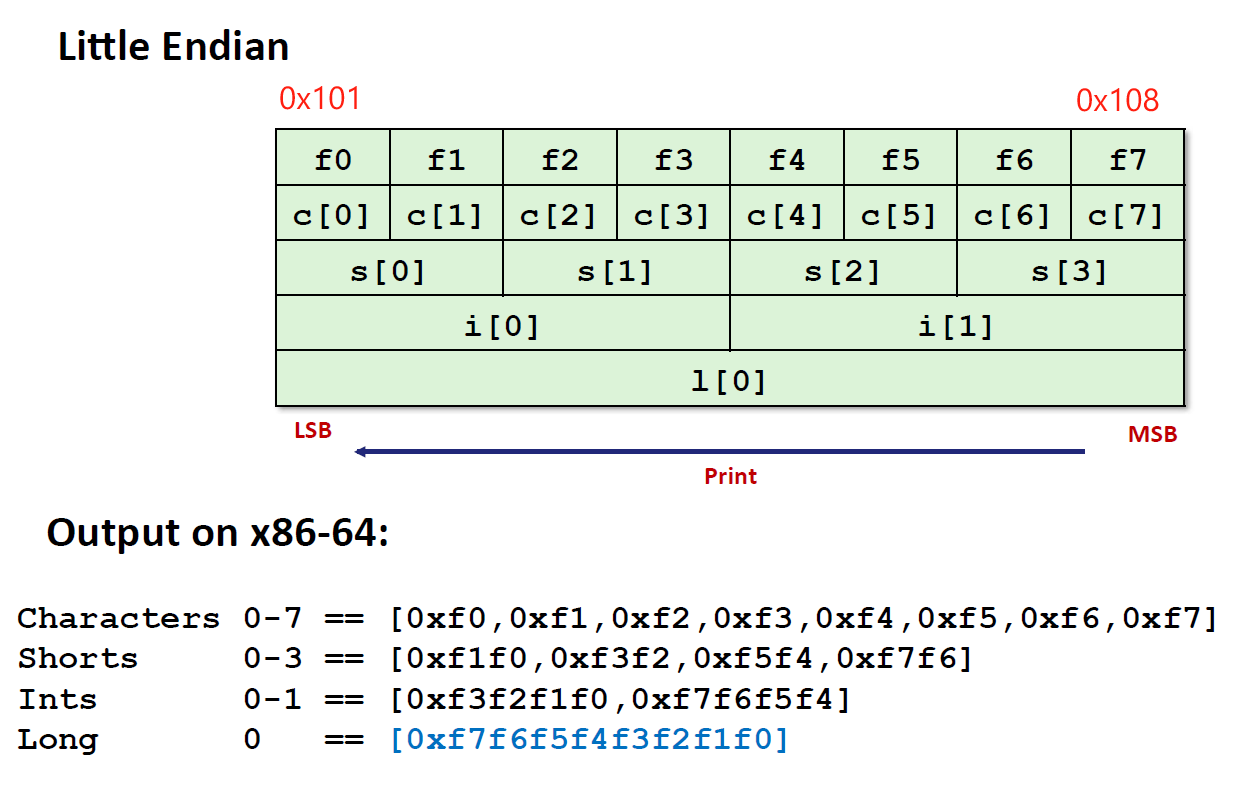 Little Endian
0x101 0x108
f0 f1 f2 f3 f4 f5 f6 f7
c[0] c[1] c[2] c[3] c[4] c[5] c[6] c[7]
s[0] s[1] s[2] s[3]
i[0] i[1]
l[0]
LSB MSB
Print
Output on x86-64:
Characters 0-7 == [0xf0,0xf1,0xf2,0xf3,0xf4,0xf5,0xf6,0xf7]
Shorts 0-3 == [0xf1f0,0xf3f2,0xf5f4,0xf7f6]
Ints 0-1 == [0xf3f2f1f0,0xf7f6f5f4]
Long 0 == [0xf7f6f5f4f3f2f1f0]